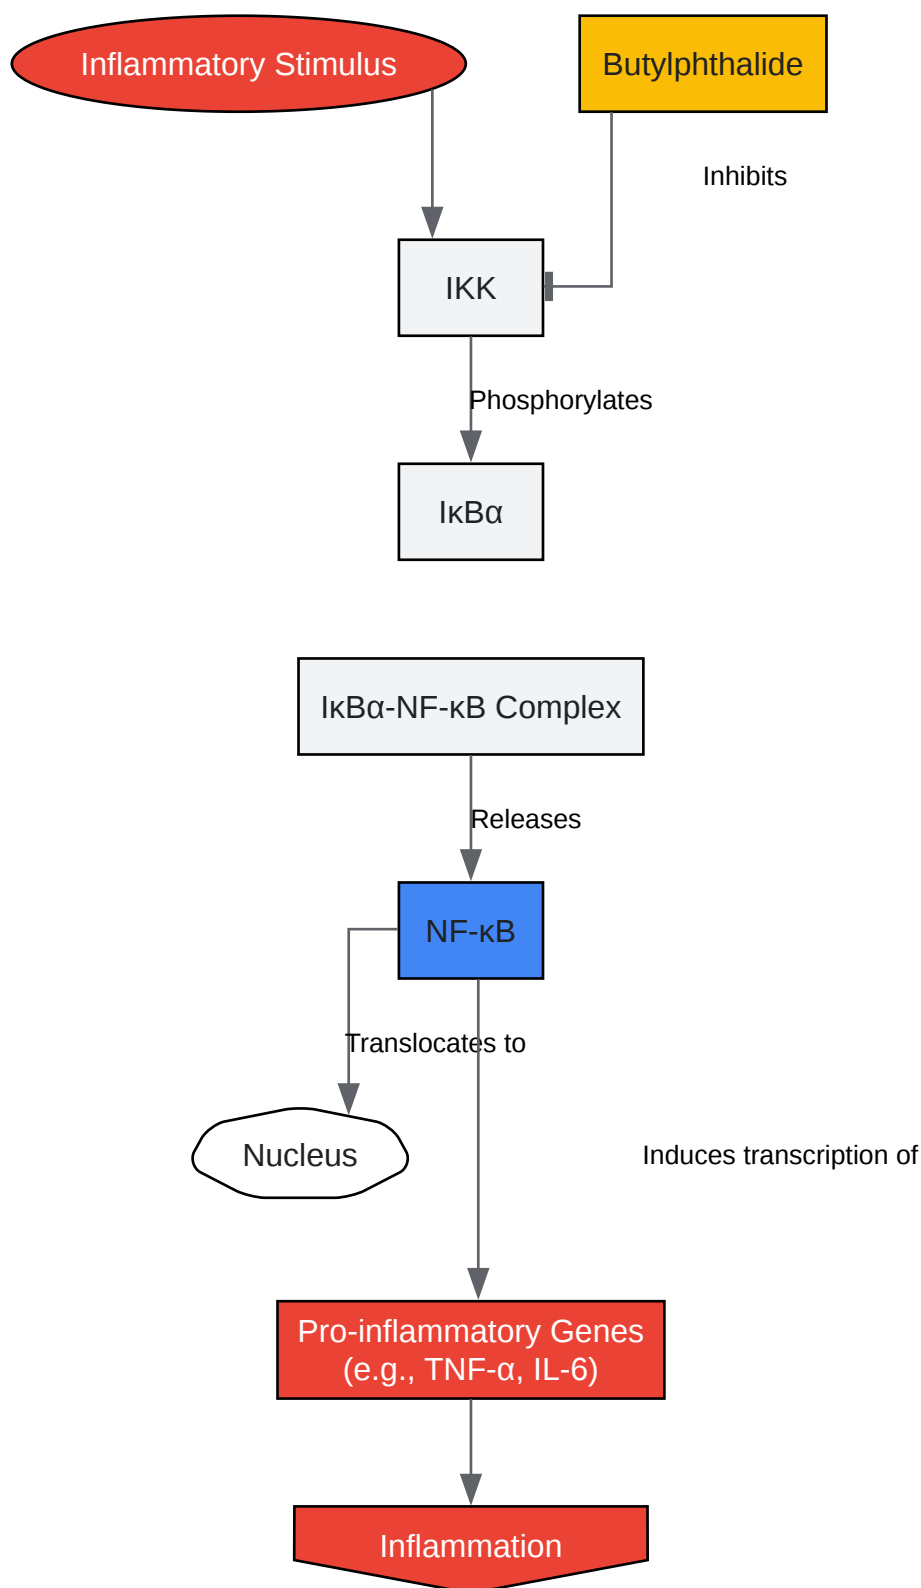 Inflammatory Stimulus
Butylphthalide
Inhibits
IKK
Phosphorylates
IκBα
IκBα-NF-κB Complex
Releases
NF-κB
Translocates to
Nucleus
Induces transcription of
Pro-inflammatory Genes
(e.g., TNF-α, IL-6)
Inflammation